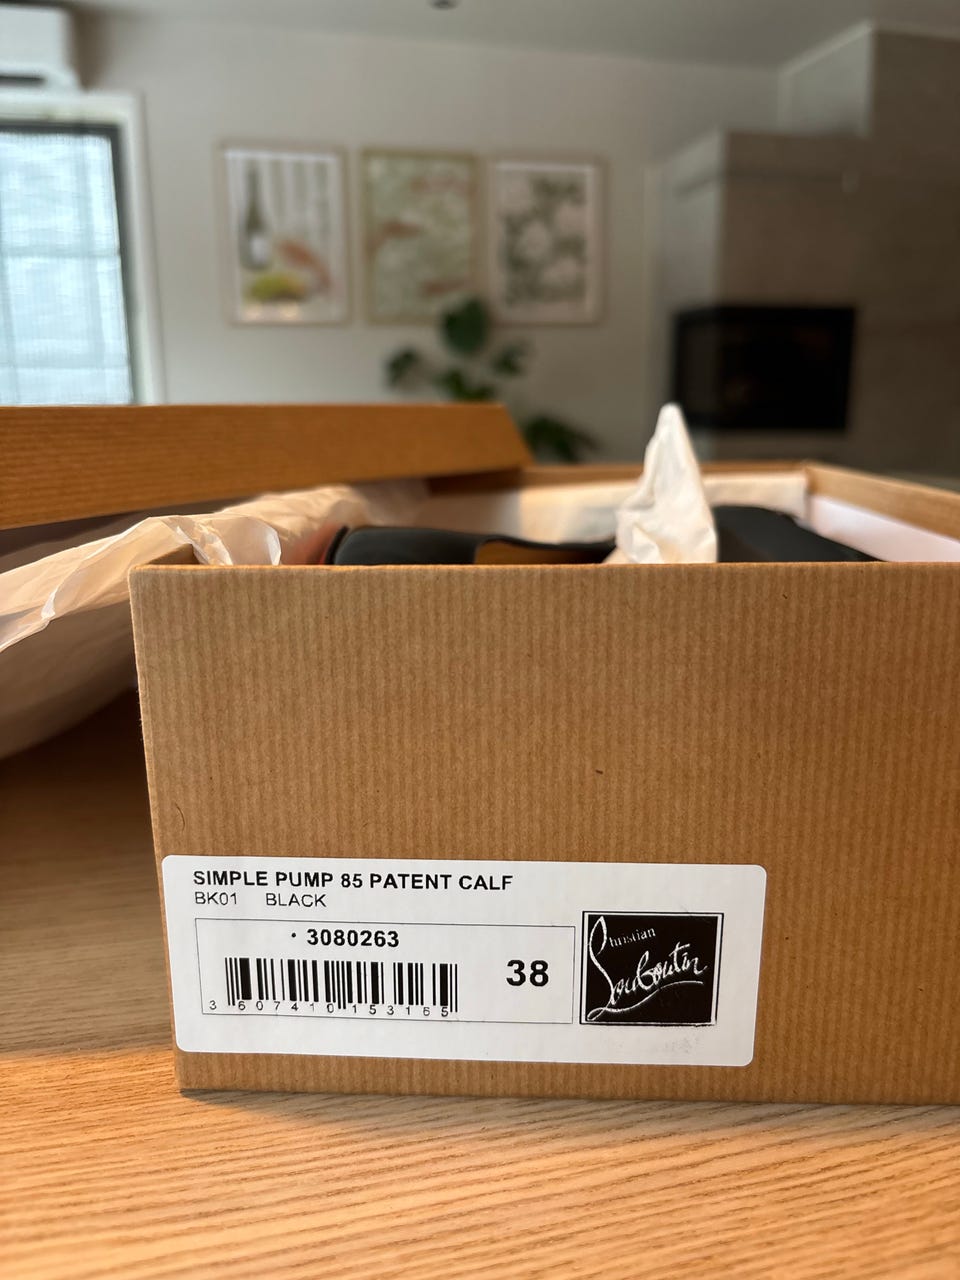 SIMPLE PUMP 85 PATENT CALF
BK01 BLACK
· 3080263
38
3607410153165
Christian
Louboutin